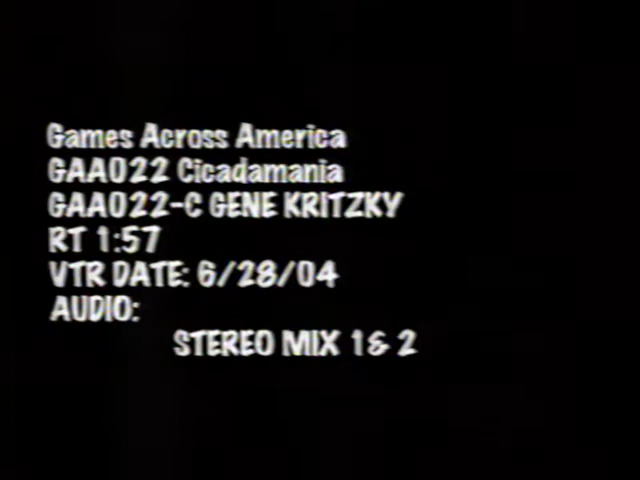 Games Across America
GAA022 Cicadamania
GAA022-C GENE KRITZKY
RT 1:57
VTR DATE: 6/28/04
AUDIO:
STEREO MIX 1 & 2